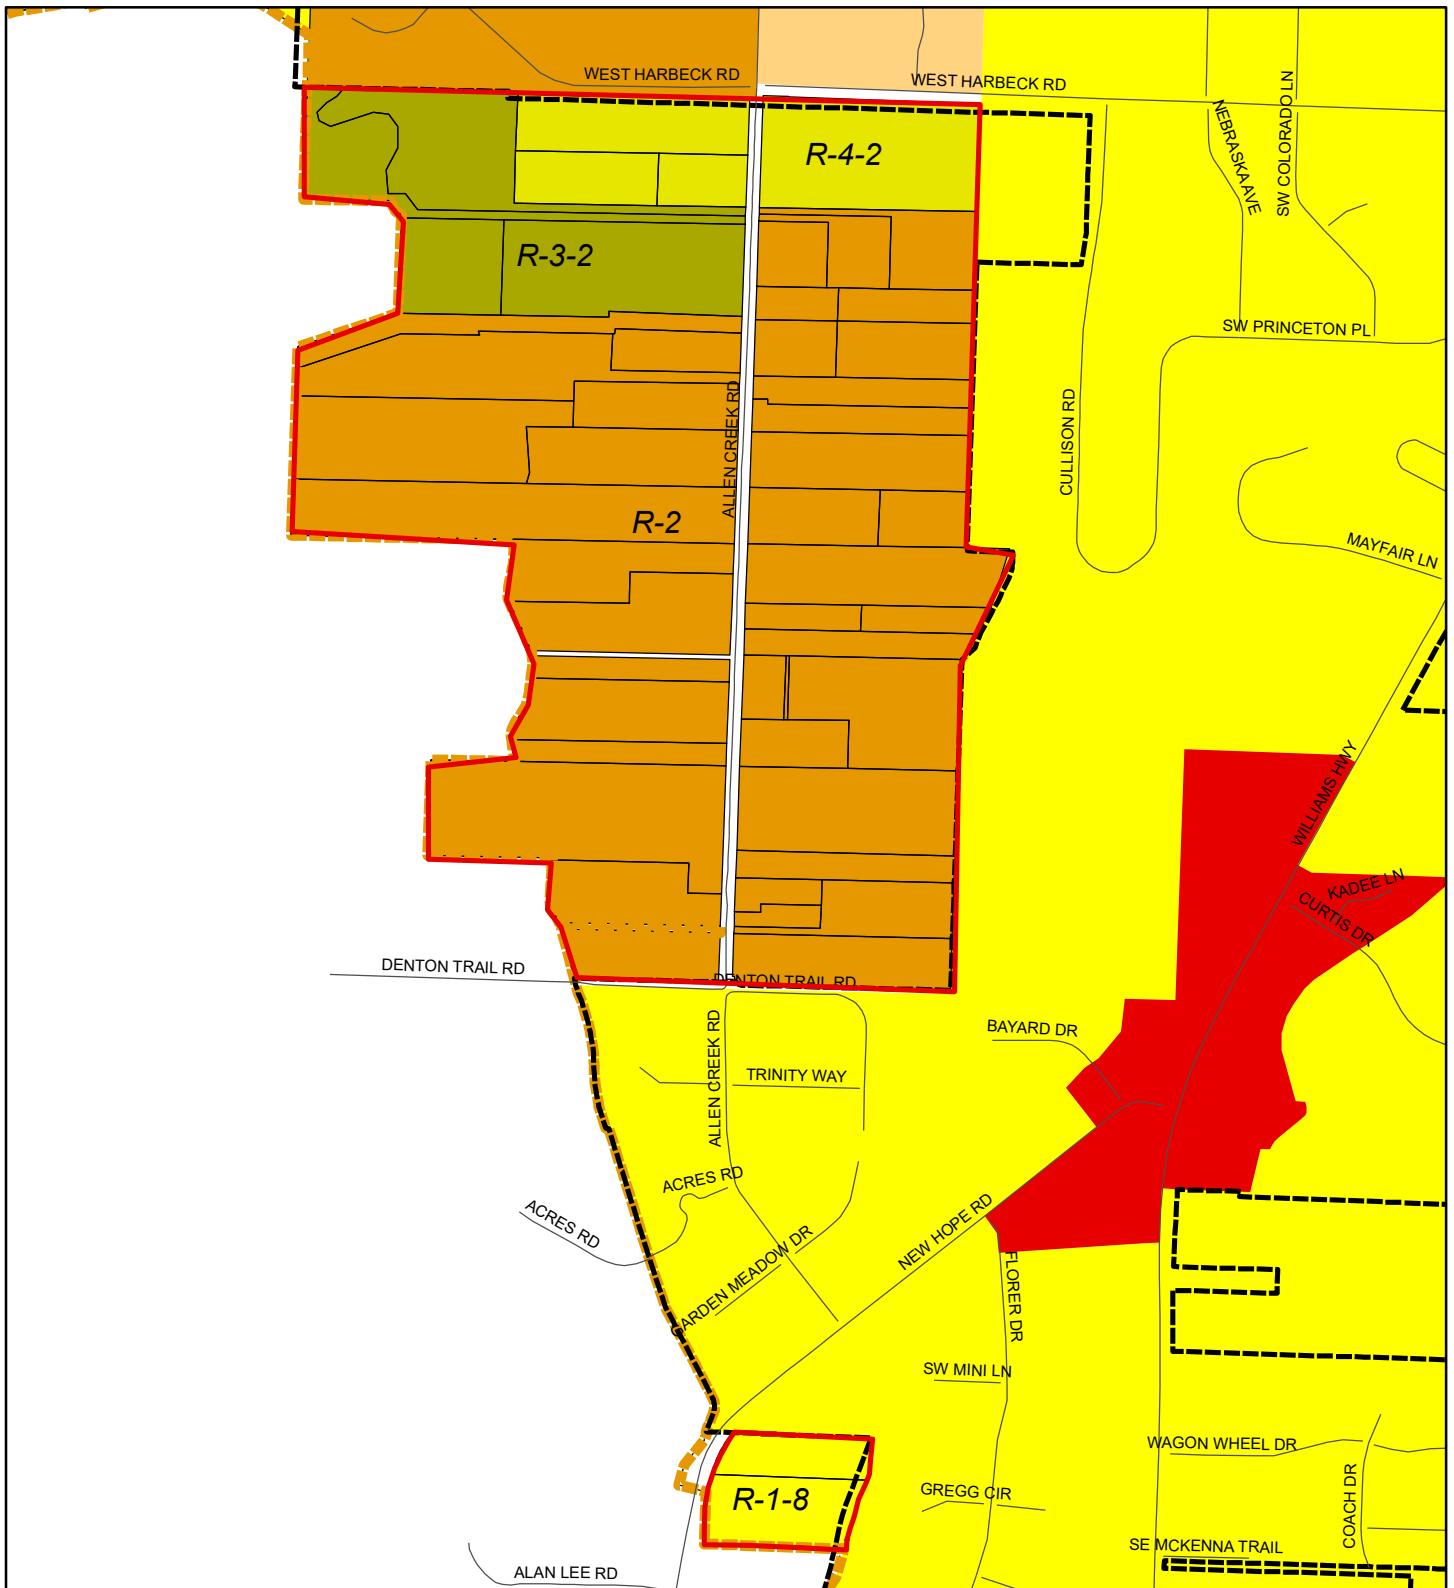 WEST HARBECK RD
WEST HARBECK RD
NEBRASKA AVE
SW COLORADO LN
R-4-2
R-3-2
SW PRINCETON PL
ALLEN CREEK RD
CULLISON RD
R-2
MAYFAIR LN
WILLIAMS HWY
KADEE LN
CURTIS DR
DENTON TRAIL RD
DENTON TRAIL RD
BAYARD DR
ALLEN CREEK RD
TRINITY WAY
ACRES RD
ACRES RD
NEW HOPE RD
GARDEN MEADOW DR
FLORER DR
SW MINI LN
WAGON WHEEL DR
COACH DR
GREGG CIR
R-1-8
SE MCKENNA TRAIL
ALAN LEE RD